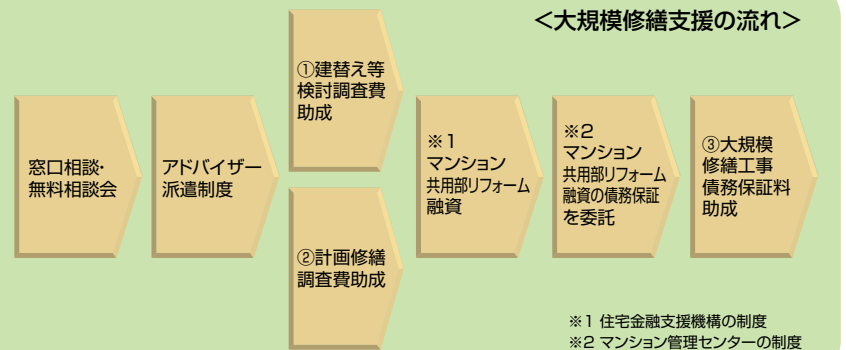 <大規模修繕支援の流れ>
窓口相談・
無料相談会
アドバイザー
派遣制度
①建替え等
検討調査費
助成
②計画修繕
調査費助成
※1
マンション
共用部リフォーム
融資
※2
マンション
共用部リフォーム
融資の債務保証
を委託
③大規模
修繕工事
債務保証料
助成
※1 住宅金融支援機構の制度
※2 マンション管理センターの制度